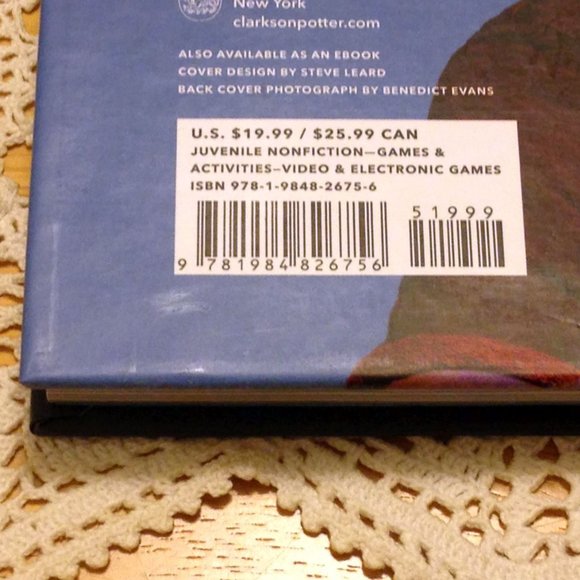 New York
clarksonpotter.com
ALSO AVAILABLE AS AN EBOOK
COVER DESIGN BY STEVE LEARD
BACK COVER PHOTOGRAPH BY BENEDICT EVANS
U.S. $19.99 / $25.99 CAN
JUVENILE NONFICTION—GAMES &
ACTIVITIES—VIDEO & ELECTRONIC GAMES
ISBN 978-1-9848-2675-6
51999
9 781984 826756